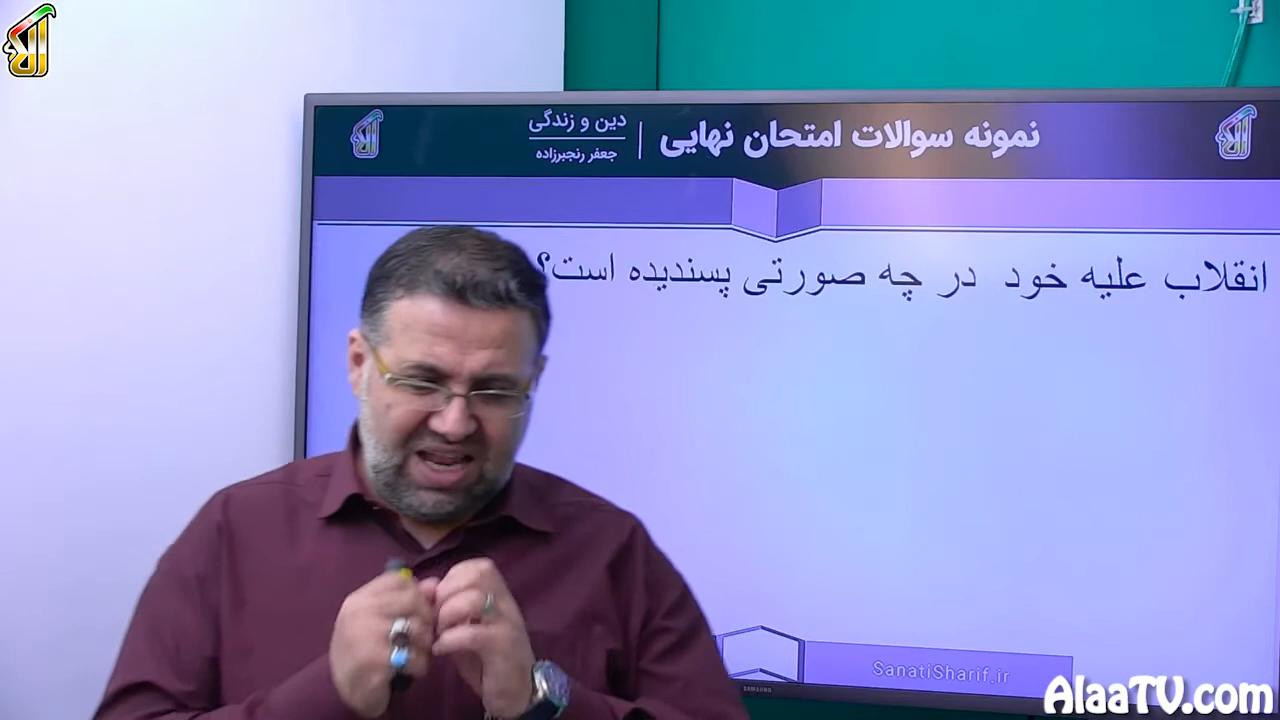 نمونه سوالات امتحان نهایی
دین و زندگی
جعفر رنجبرزاده
انقلاب علیه خود در چه صورتی پسندیده است؟
SanatiSharif.ir
SAMSUNG
AlaaTV.com